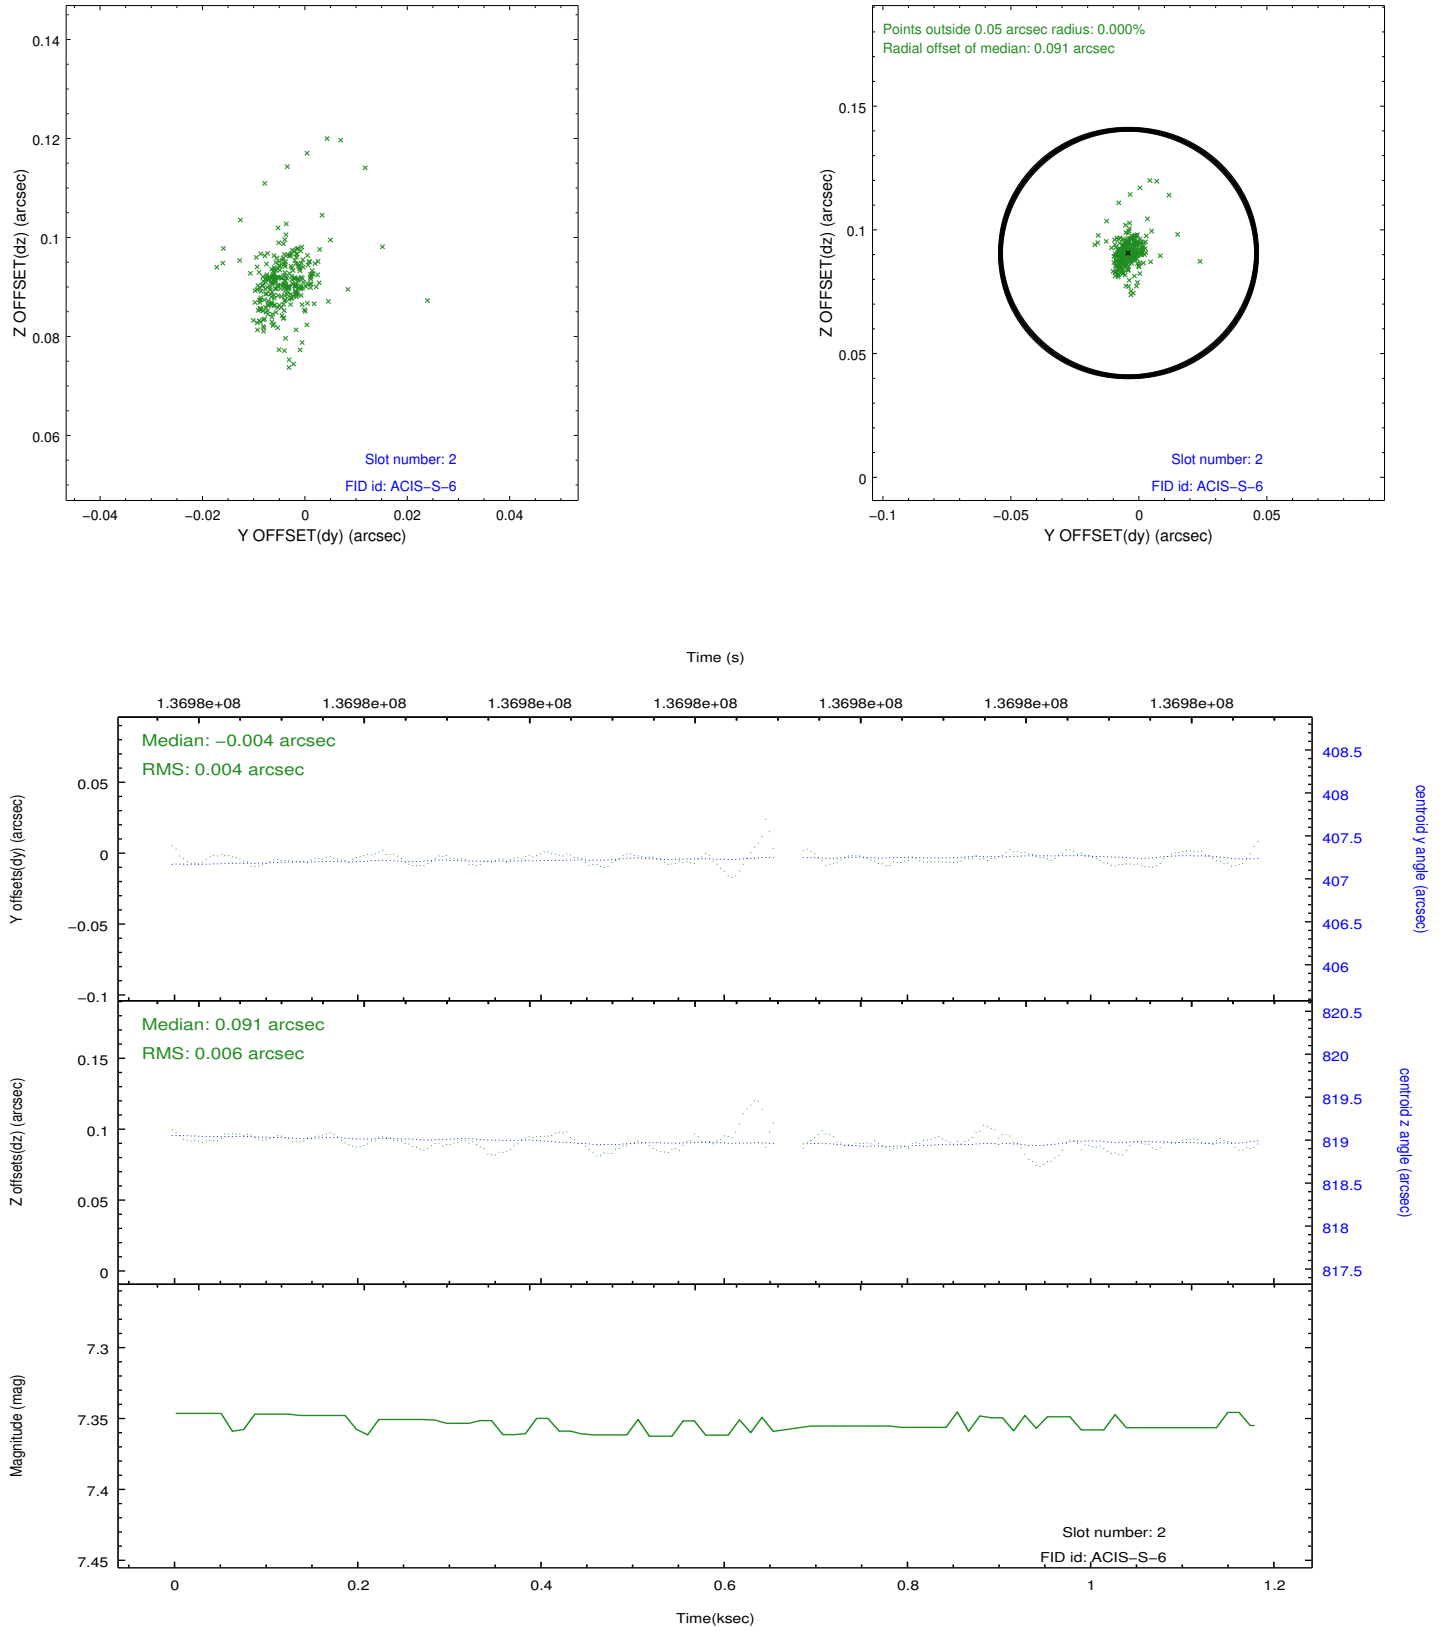 0.14
0.12
0.1
0.08
0.06
Z OFFSET(dz) (arcsec)
Slot number: 2
FID id: ACIS−S−6
−0.04 −0.02 0 0.02 0.04
Y OFFSET(dy) (arcsec)
Points outside 0.05 arcsec radius: 0.000%
Radial offset of median: 0.091 arcsec
0.15
0.1
0.05
0
Z OFFSET(dz) (arcsec)
Slot number: 2
FID id: ACIS−S−6
−0.1 −0.05 0 0.05
Y OFFSET(dy) (arcsec)
Time (s)
1.3698e+08 1.3698e+08 1.3698e+08 1.3698e+08 1.3698e+08 1.3698e+08 1.3698e+08
Median: −0.004 arcsec
RMS: 0.004 arcsec
0.05
0
−0.05
−0.1
Y offsets(dy) (arcsec)
408.5
408
407.5
407
406.5
406
centroid y angle (arcsec)
Median: 0.091 arcsec
RMS: 0.006 arcsec
0.15
0.1
0.05
0
Z offsets(dz) (arcsec)
820.5
820
819.5
819
818.5
818
817.5
centroid z angle (arcsec)
7.3
7.35
7.4
7.45
Magnitude (mag)
Slot number: 2
FID id: ACIS−S−6
0 0.2 0.4 0.6 0.8 1 1.2
Time(ksec)